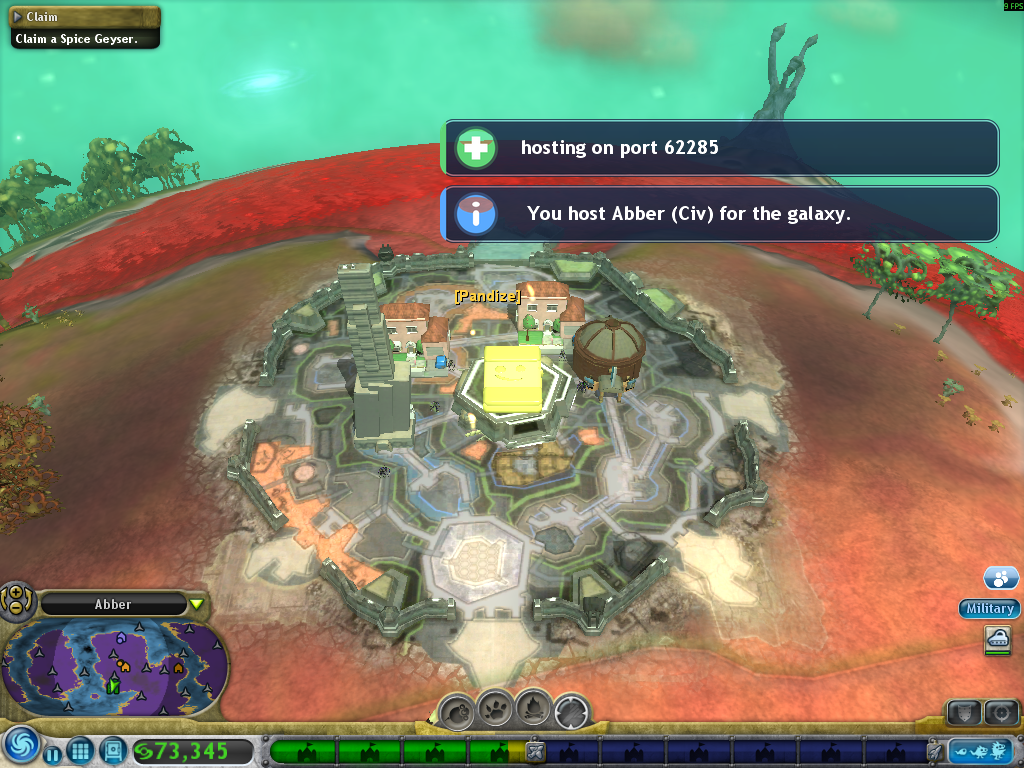 9 FPS
Claim
Claim a Spice Geyser.
hosting on port 62285
You host Abber (Civ) for the galaxy.
[Pandize]
Abber
Military
73,345